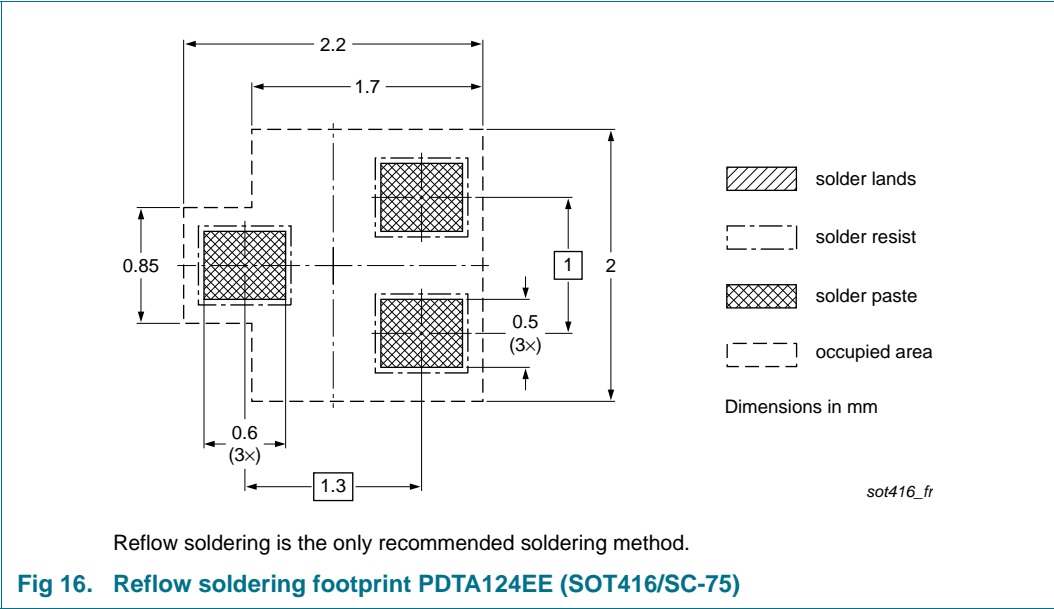 2.2
1.7
solder lands
solder resist
0.85
1
2
solder paste
0.5
(3×)
occupied area
Dimensions in mm
0.6
(3×)
1.3
sot416_fr
Reflow soldering is the only recommended soldering method.
Fig 16. Reflow soldering footprint PDTA124EE (SOT416/SC-75)